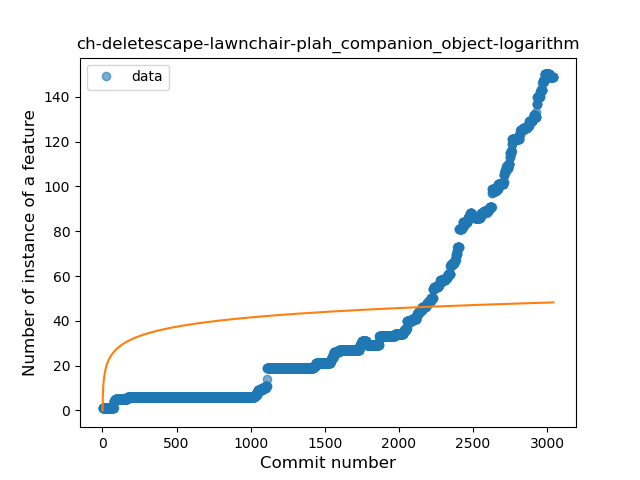 ch-deletescape-lawnchair-plah_companion_object-logarithm
data
Number of instance of a feature
140
120
100
80
60
40
20
0
0 500 1000 1500 2000 2500 3000
Commit number